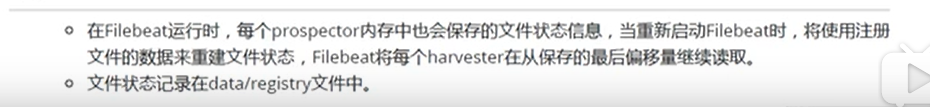 在Filebeat运行时，每个prospector内存中也会保存的文件状态信息，当重新启动Filebeat时，将使用注册
文件的数据来重建文件状态，Filebeat将每个harvester在从保存的最后偏移量继续读取。
文件状态记录在data/registry文件中。